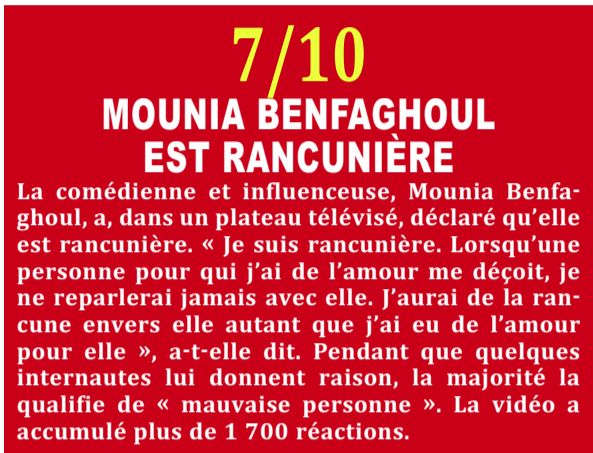 7/10
MOUNIA BENFAGHOUL
EST RANCUNIÈRE
La comédienne et influenceuse, Mounia Benfa-
ghoul, a, dans un plateau télévisé, déclaré qu’elle
est rancunière. « Je suis rancunière. Lorsqu’une
personne pour qui j’ai de l’amour me déçoit, je
ne reparlerai jamais avec elle. J’aurai de la ran-
cune envers elle autant que j’ai eu de l’amour
pour elle », a-t-elle dit. Pendant que quelques
internautes lui donnent raison, la majorité la
qualifie de « mauvaise personne ». La vidéo a
accumulé plus de 1 700 réactions.